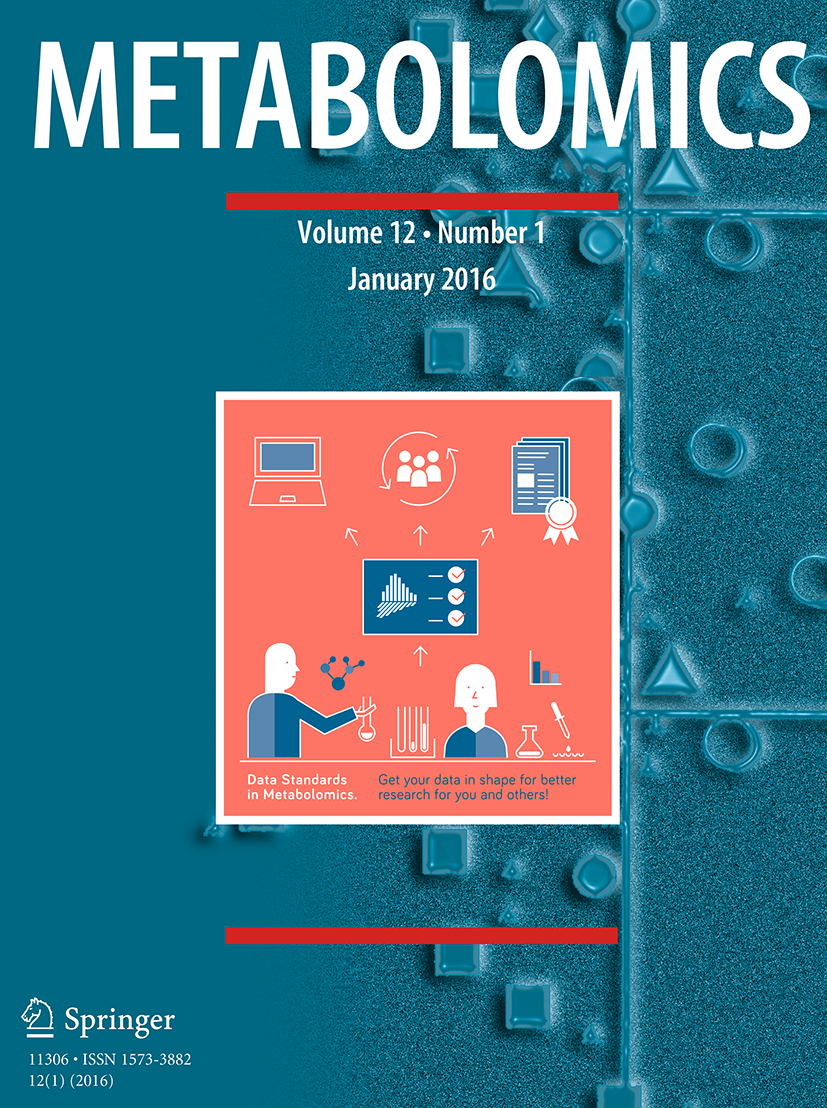 METABOLOMICS
Volume 12 • Number 1
January 2016
Data Standards
in Metabolomics.
Get your data in shape for better
research for you and others!
Springer
11306 • ISSN 1573-3882
12(1) (2016)